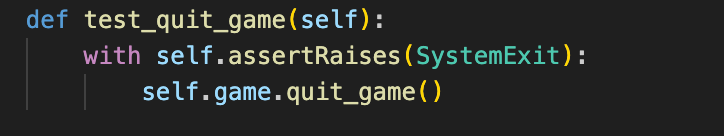 def test_quit_game(self):
    with self.assertRaises(SystemExit):
        self.game.quit_game()